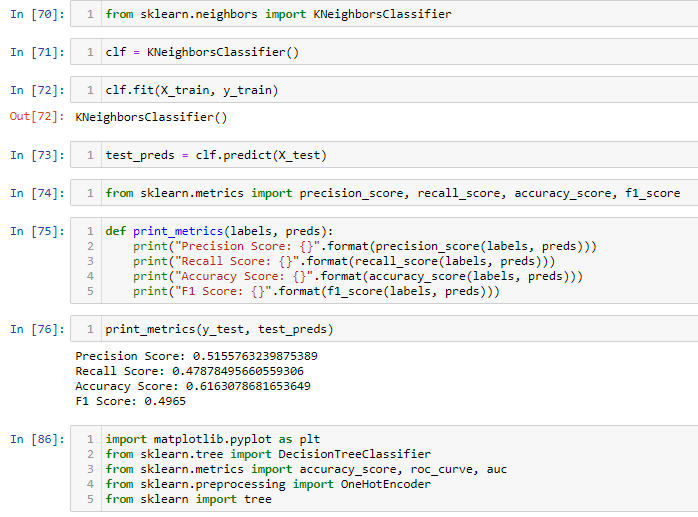 In [70]: 1 from sklearn.neighbors import KNeighborsClassifier
In [71]: 1 clf = KNeighborsClassifier()
In [72]: 1 clf.fit(X_train, y_train)
Out[72]: KNeighborsClassifier()
In [73]: 1 test_preds = clf.predict(X_test)
In [74]: 1 from sklearn.metrics import precision_score, recall_score, accuracy_score, f1_score
In [75]: 1 def print_metrics(labels, preds):
2     print("Precision Score: {}".format(precision_score(labels, preds)))
3     print("Recall Score: {}".format(recall_score(labels, preds)))
4     print("Accuracy Score: {}".format(accuracy_score(labels, preds)))
5     print("F1 Score: {}".format(f1_score(labels, preds)))
In [76]: 1 print_metrics(y_test, test_preds)
Precision Score: 0.5155763239875389
Recall Score: 0.47878495660559306
Accuracy Score: 0.6163078681653649
F1 Score: 0.4965
In [86]: 1 import matplotlib.pyplot as plt
2 from sklearn.tree import DecisionTreeClassifier
3 from sklearn.metrics import accuracy_score, roc_curve, auc
4 from sklearn.preprocessing import OneHotEncoder
5 from sklearn import tree